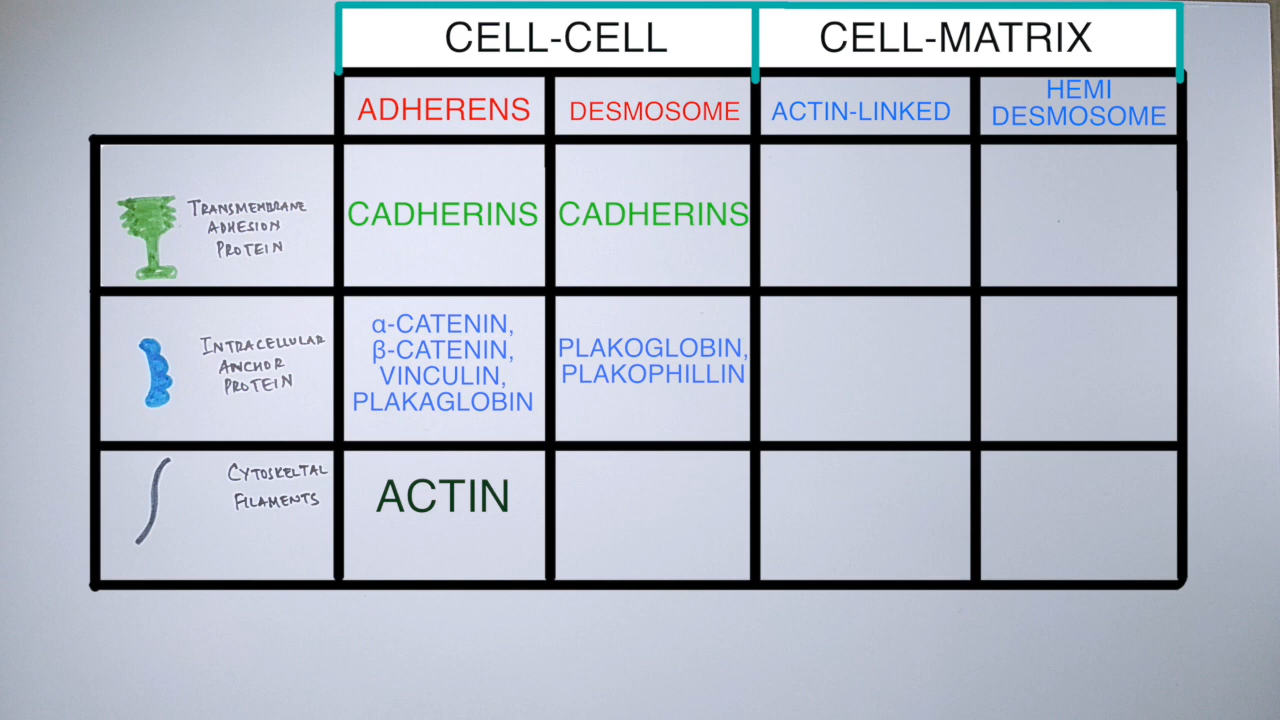 CELL-CELL
CELL-MATRIX
ADHERENS
DESMOSOME
ACTIN-LINKED
HEMI
DESMOSOME
TRANSMEMBRANE
ADHESION
PROTEIN
CADHERINS
CADHERINS
INTRACELLULAR
ANCHOR
PROTEIN
α-CATENIN,
β-CATENIN,
VINCULIN,
PLAKAGLOBIN
PLAKOGLOBIN,
PLAKOPHILLIN
CYTOSKELTAL
FILAMENTS
ACTIN